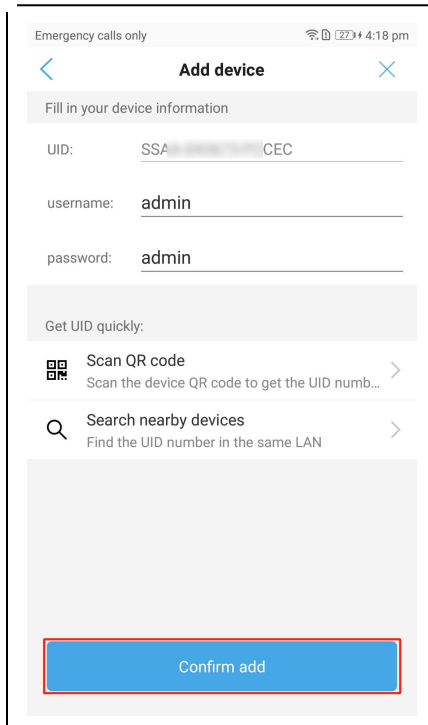 Emergency calls only 27 4:18 pm
Add device
Fill in your device information
UID: SSA CEC
username: admin
password: admin
Get UID quickly:
Scan QR code
Scan the device QR code to get the UID numb...
Search nearby devices
Find the UID number in the same LAN
Confirm add